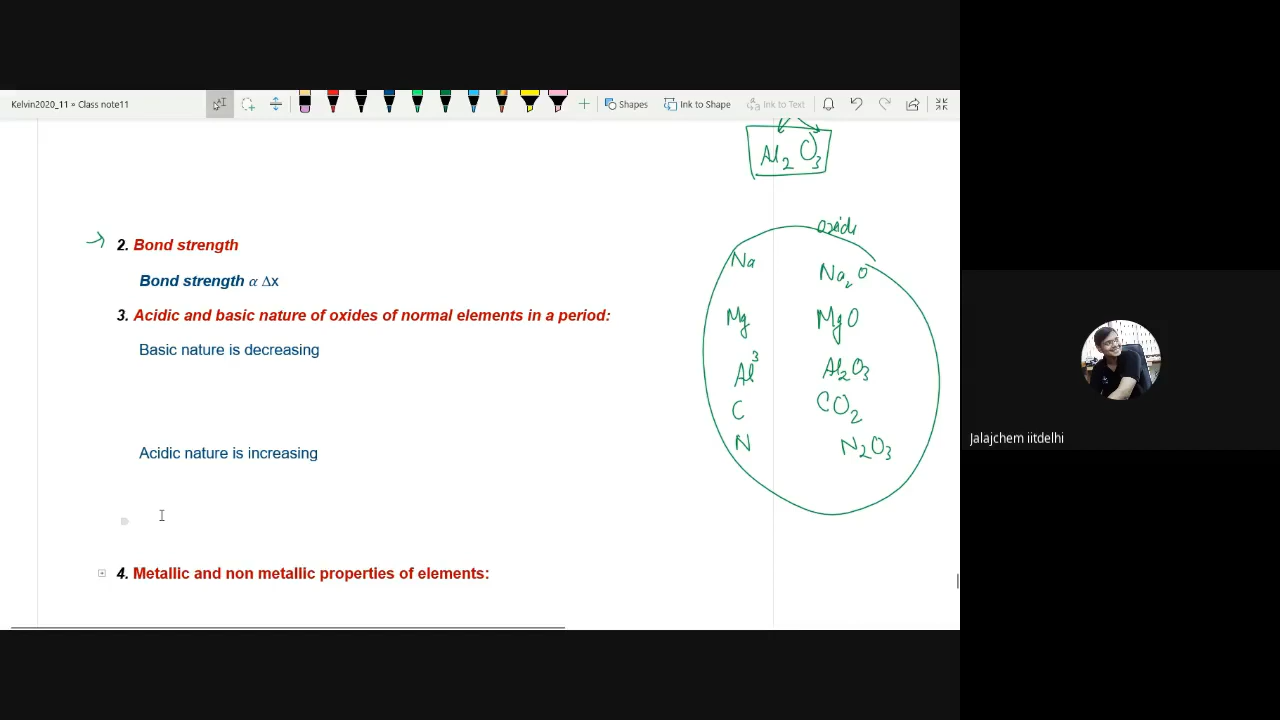 Kelvin2020_11 » Class note11
Shapes
Ink to Shape
Ink to Text
Al2O3
→ 2. Bond strength
Bond strength α Δx
3. Acidic and basic nature of oxides of normal elements in a period:
Basic nature is decreasing
Acidic nature is increasing
4. Metallic and non metallic properties of elements:
oxide
Na Na2O
Mg MgO
Al3 Al2O3
C CO2
N N2O3
Jalajchem iitdelhi